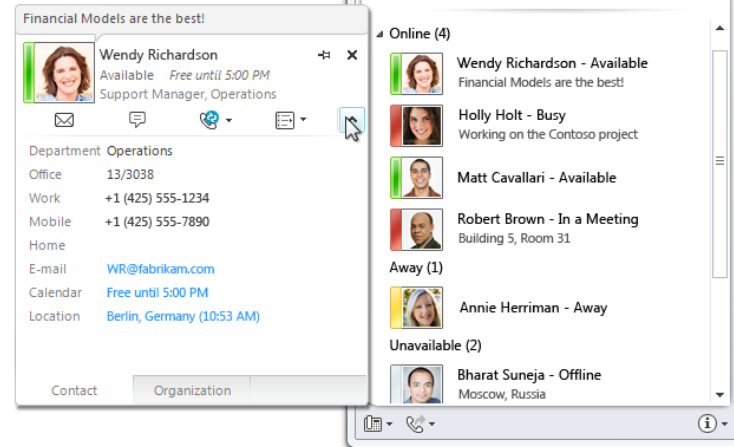 Financial Models are the best!
Wendy Richardson
Available Free until 5:00 PM
Support Manager, Operations
Department Operations
Office 13/3038
Work +1 (425) 555-1234
Mobile +1 (425) 555-7890
Home
E-mail WR@fabrikam.com
Calendar Free until 5:00 PM
Location Berlin, Germany (10:53 AM)
Contact Organization
Online (4)
Wendy Richardson - Available
Financial Models are the best!
Holly Holt - Busy
Working on the Contoso project
Matt Cavallari - Available
Robert Brown - In a Meeting
Building 5, Room 31
Away (1)
Annie Herriman - Away
Unavailable (2)
Bharat Suneja - Offline
Moscow, Russia